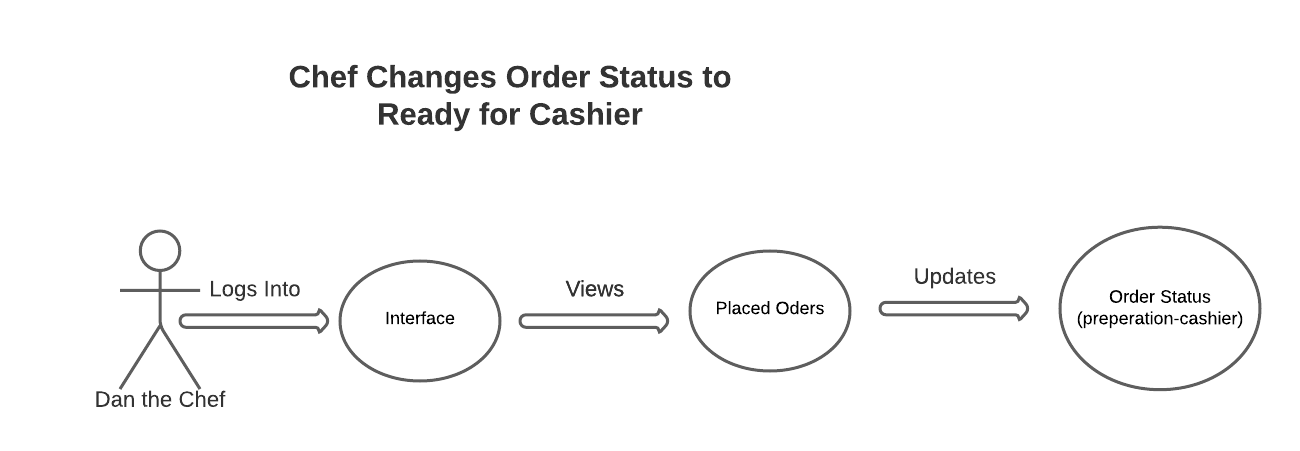 Chef Changes Order Status to
Ready for Cashier
Logs Into
Interface
Views
Placed Oders
Updates
Order Status
(preperation-cashier)
Dan the Chef